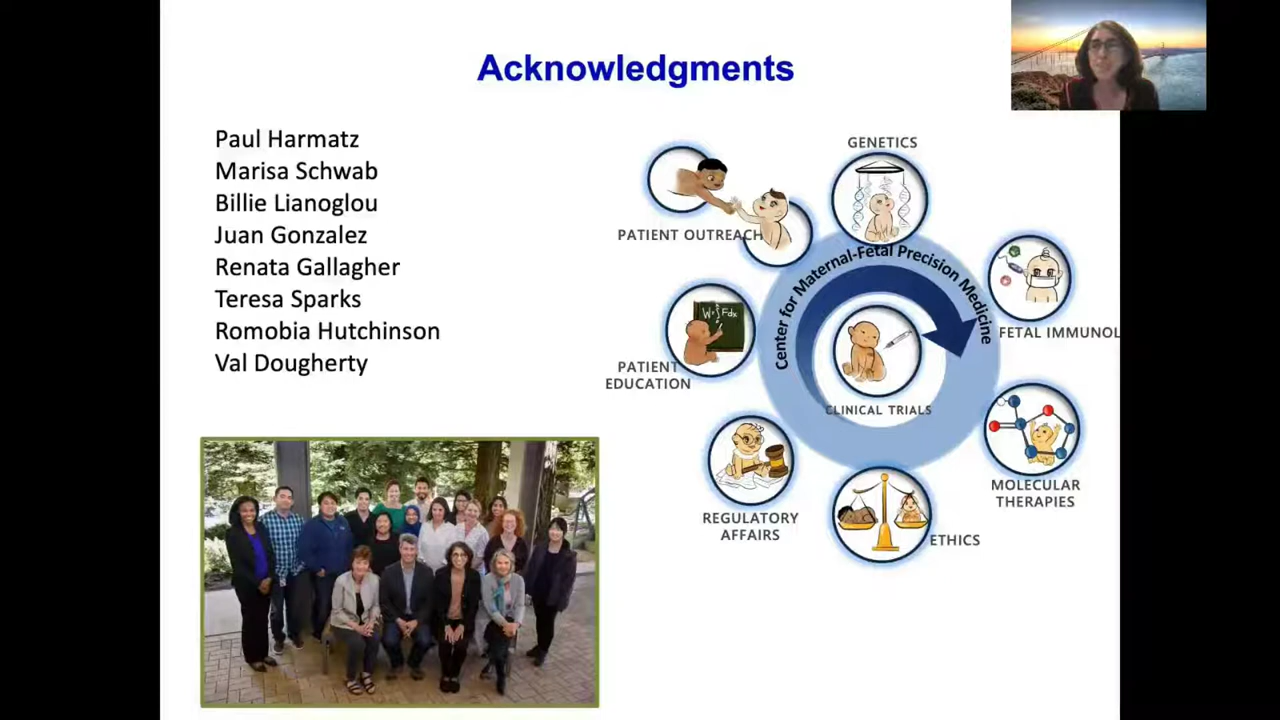 Acknowledgments
Paul Harmatz
Marisa Schwab
Billie Lianoglou
Juan Gonzalez
Renata Gallagher
Teresa Sparks
Romobia Hutchinson
Val Dougherty
GENETICS
PATIENT OUTREACH
Center for Maternal-Fetal Precision Medicine
FETAL IMMUNOL
PATIENT
EDUCATION
CLINICAL TRIALS
MOLECULAR
THERAPIES
REGULATORY
AFFAIRS
ETHICS